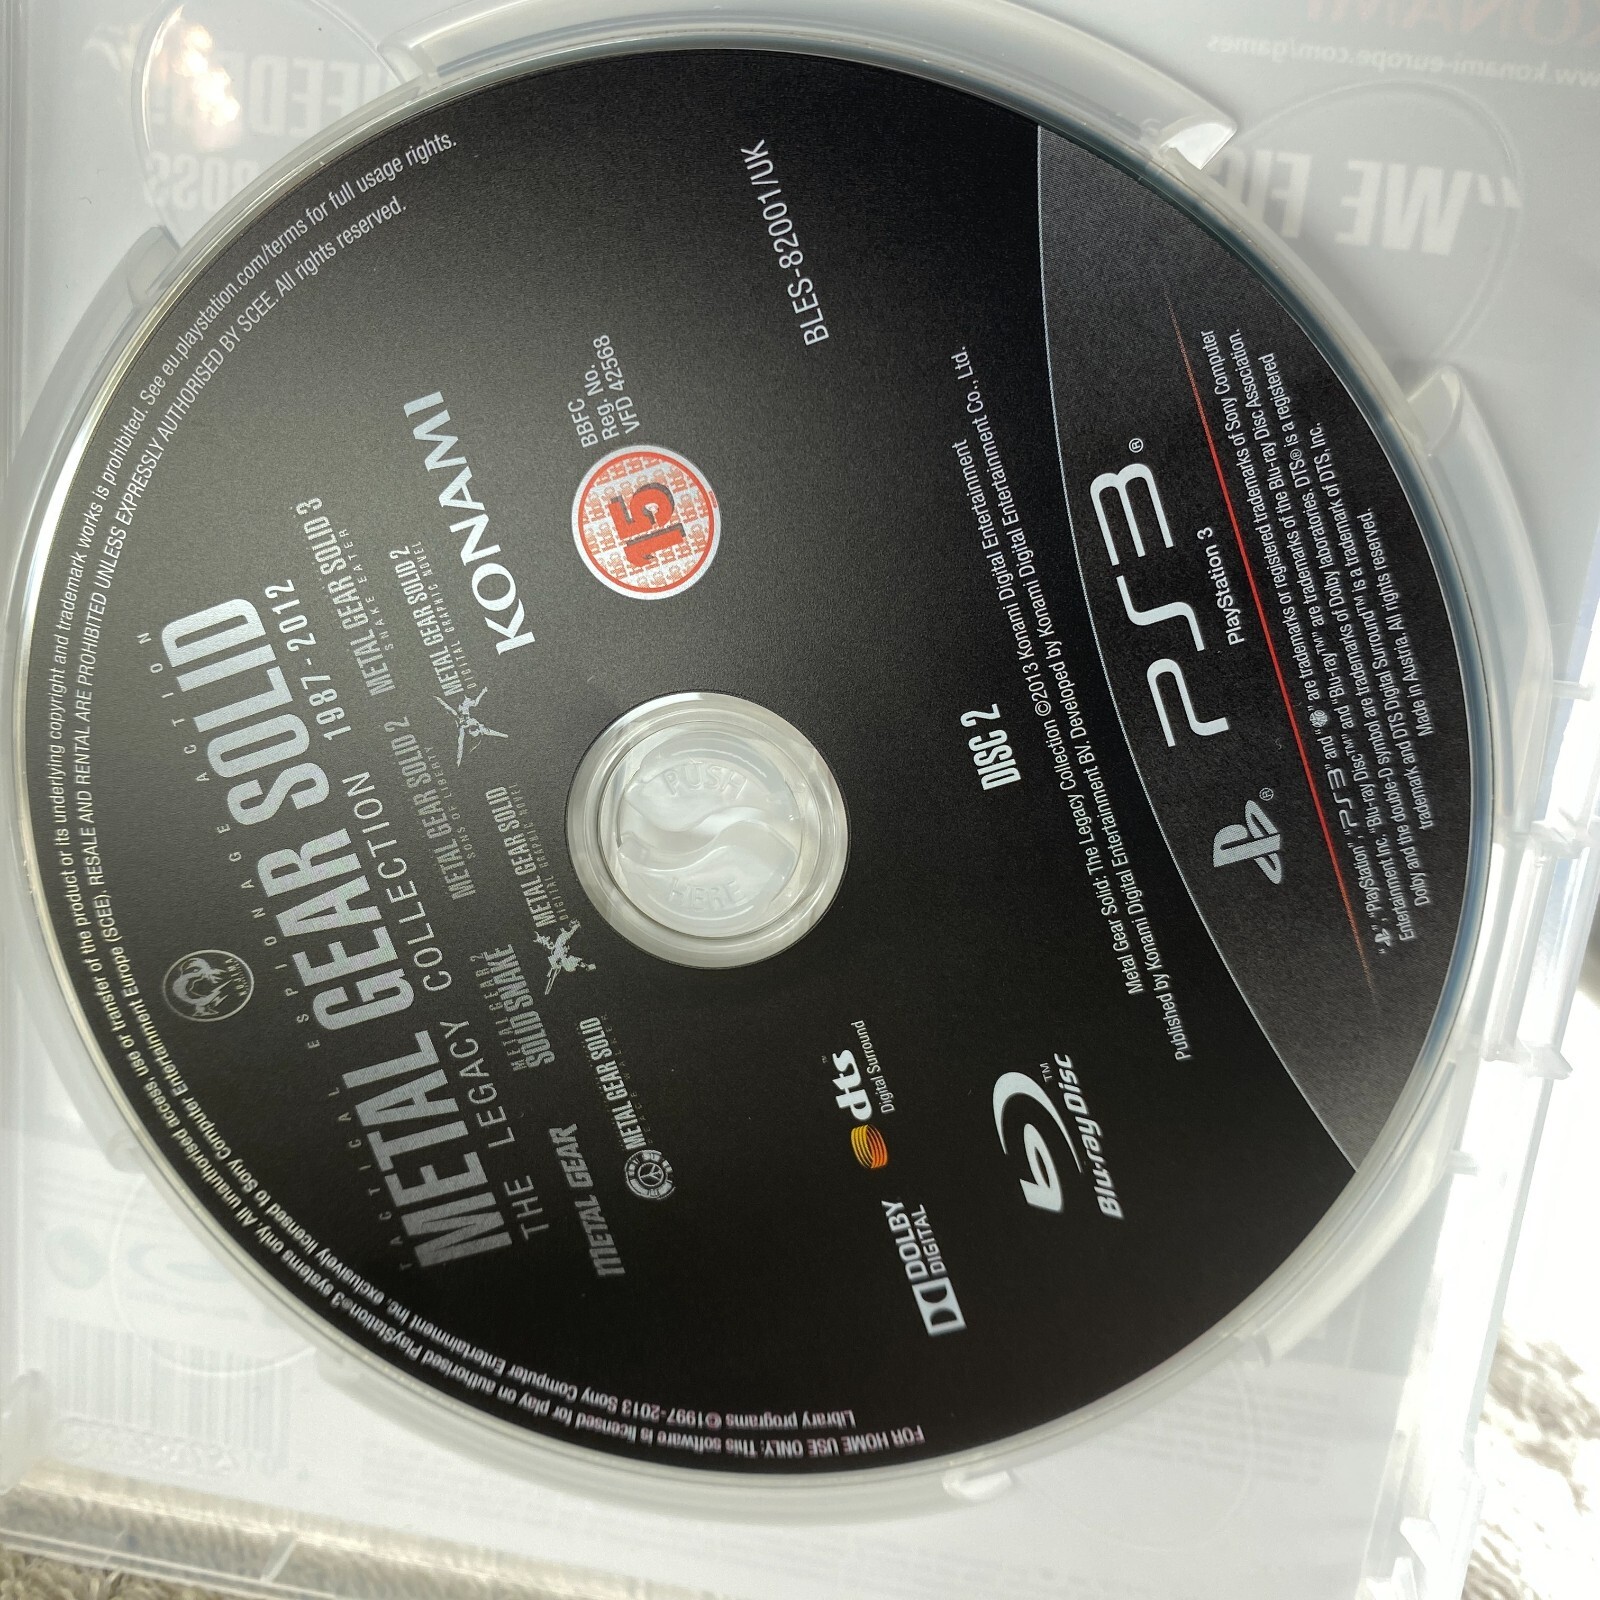 FOR HOME USE ONLY. This software is licensed for play on authorised PlayStation®3 systems only. All unauthorised access, use or transfer of the product or its underlying copyright and trademark works is prohibited. See eu.playstation.com/terms for full usage rights.
Library programs ©1997-2013 Sony Computer Entertainment Inc. exclusively licensed to Sony Computer Entertainment Europe (SCEE). RESALE AND RENTAL ARE PROHIBITED UNLESS EXPRESSLY AUTHORISED BY SCEE. All rights reserved.
TACTICAL ESPIONAGE ACTION
METAL GEAR SOLID
THE LEGACY COLLECTION 1987-2012
METAL GEAR
METAL GEAR 2
SOLID SNAKE
METAL GEAR SOLID 2
SONS OF LIBERTY
METAL GEAR SOLID 3
SNAKE EATER
METAL GEAR SOLID
PEACE WALKER
METAL GEAR SOLID
DIGITAL GRAPHIC NOVEL
METAL GEAR SOLID 2
DIGITAL GRAPHIC NOVEL
KONAMI
PUSH
HERE
15
BBFC
Reg. No.
VFD 42568
BLES-82001/UK
DOLBY
DIGITAL
dts™
Digital Surround
DISC 2
Blu-ray Disc™
Metal Gear Solid: The Legacy Collection ©2013 Konami Digital Entertainment
Published by Konami Digital Entertainment BV. Developed by Konami Digital Entertainment Co., Ltd.
PS3®
PlayStation 3
"PlayStation", "PS3" and are trademarks or registered trademarks of Sony Computer
Entertainment Inc. "Blu-ray Disc™" and "Blu-ray™" are trademarks of the Blu-ray Disc Association.
Dolby and the double-D symbol are trademarks of Dolby laboratories. DTS® is a registered
trademark and DTS Digital Surround™ is a trademark of DTS, Inc.
Made in Austria. All rights reserved.
KONAMI
www.konami-europe.com/games
"WE